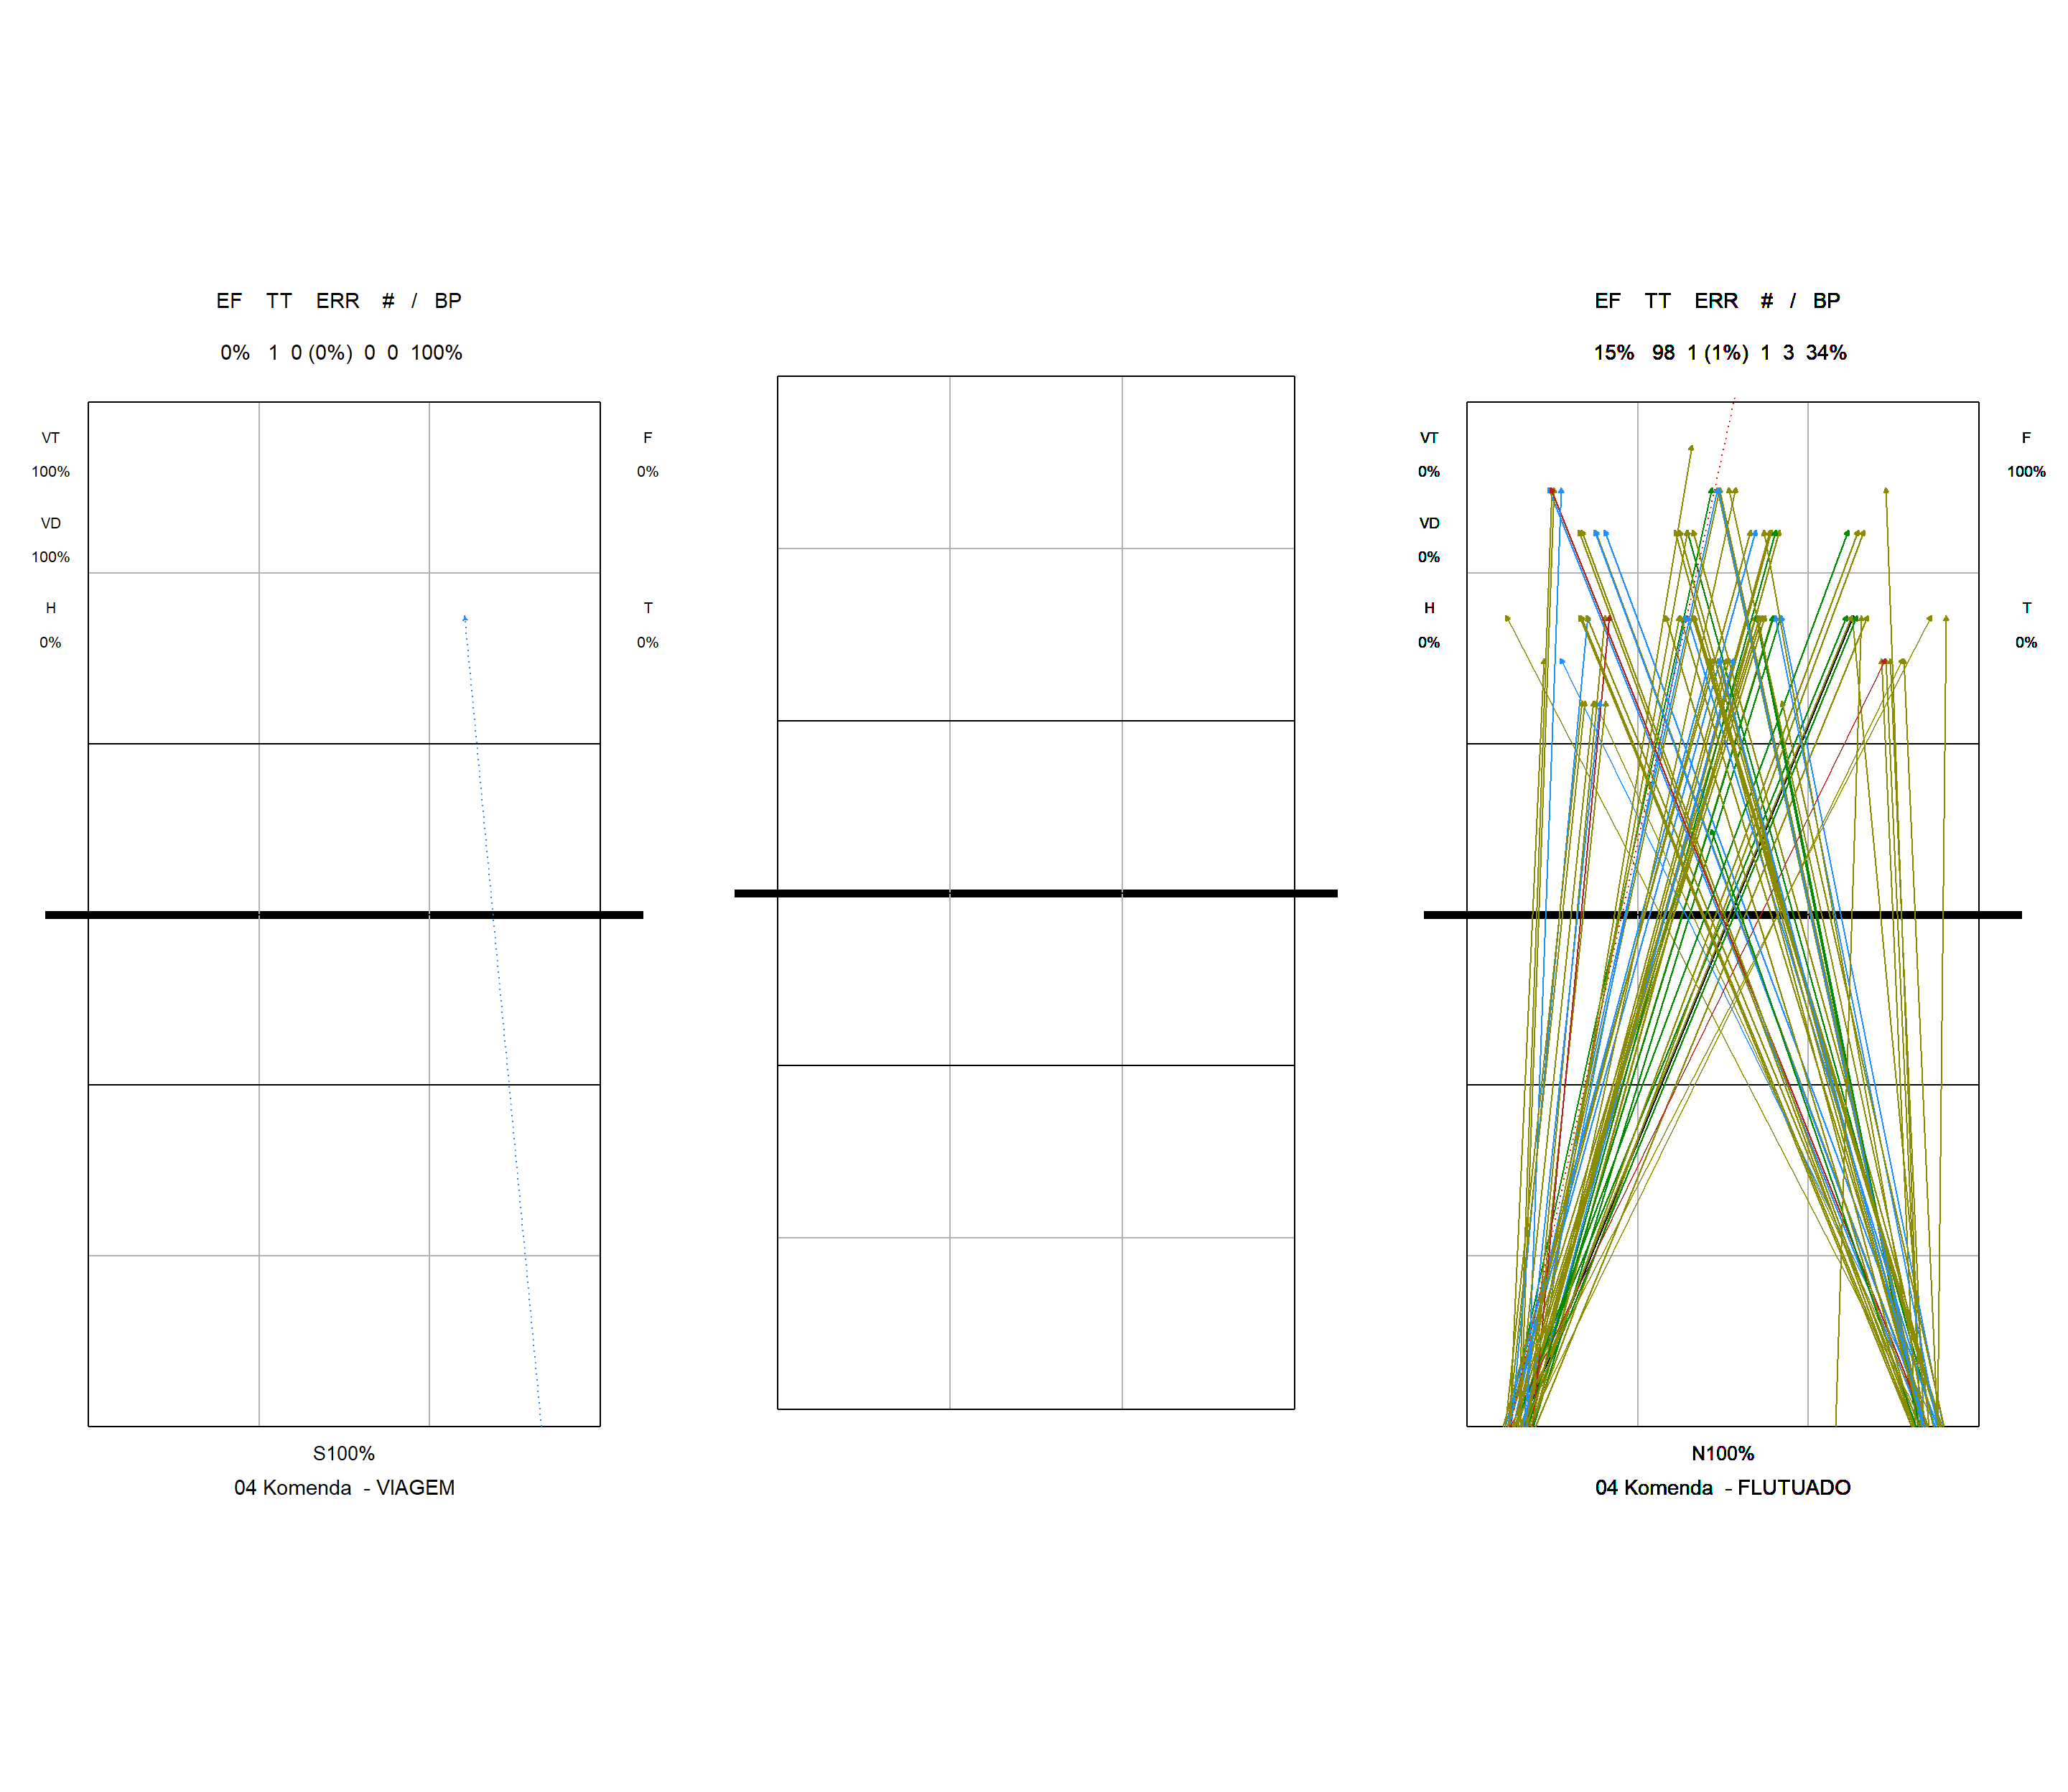 EF TT ERR # / BP
0% 1 0 (0%) 0 0 100%
VT
100%
VD
100%
H
0%
F
0%
T
0%
S100%
04 Komenda - VIAGEM
EF TT ERR # / BP
15% 98 1 (1%) 1 3 34%
VT
0%
VD
0%
H
0%
F
100%
T
0%
N100%
04 Komenda - FLUTUADO